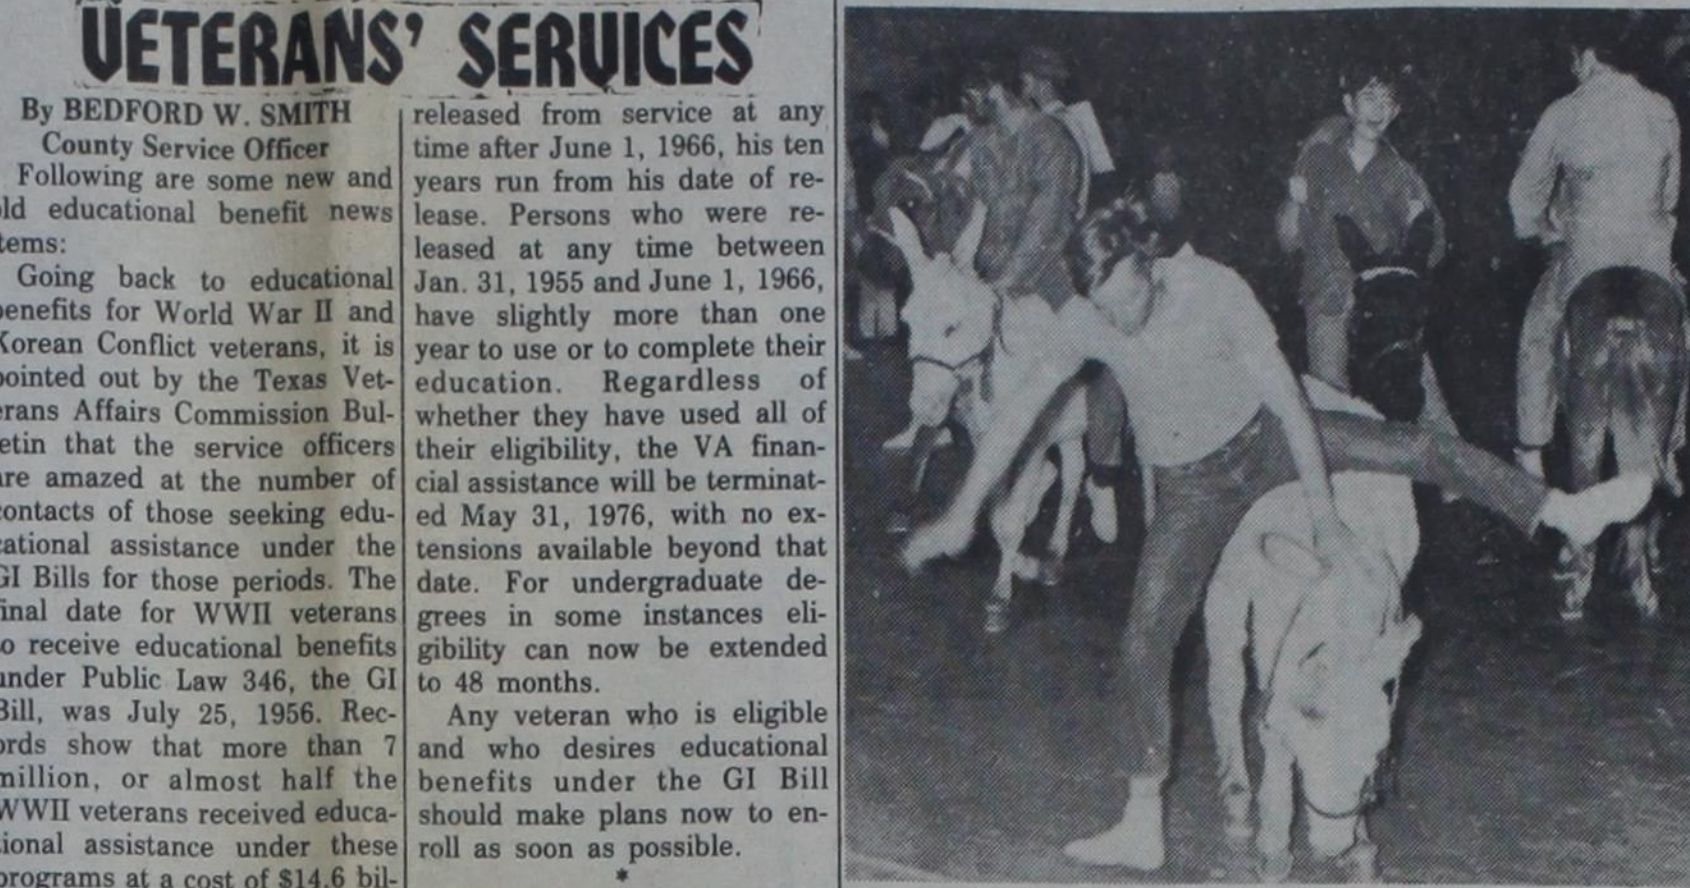 VETERANS' SERVICES
By BEDFORD W. SMITH
County Service Officer
Following are some new and
ld educational benefit news
tems:
Going back to educational
enefits for World War II and
Korean Conflict veterans, it is
pointed out by the Texas Vet-
erans Affairs Commission Bul-
etin that the service officers
are amazed at the number of
contacts of those seeking edu-
cational assistance under the
GI Bills for those periods. The
final date for WWII veterans
o receive educational benefits
under Public Law 346, the GI
Bill, was July 25, 1956. Rec-
ords show that more than 7
million, or almost half the
WWII veterans received educa-
ional assistance under these
programs at a cost of $14.6 bil-
released from service at any
time after June 1, 1966, his ten
years run from his date of re-
lease. Persons who were re-
leased at any time between
Jan. 31, 1955 and June 1, 1966,
have slightly more than one
year to use or to complete their
education. Regardless of
whether they have used all of
their eligibility, the VA finan-
cial assistance will be terminat-
ed May 31, 1976, with no ex-
tensions available beyond that
date. For undergraduate de-
grees in some instances eli-
gibility can now be extended
to 48 months.
Any veteran who is eligible
and who desires educational
benefits under the GI Bill
should make plans now to en-
roll as soon as possible.
*